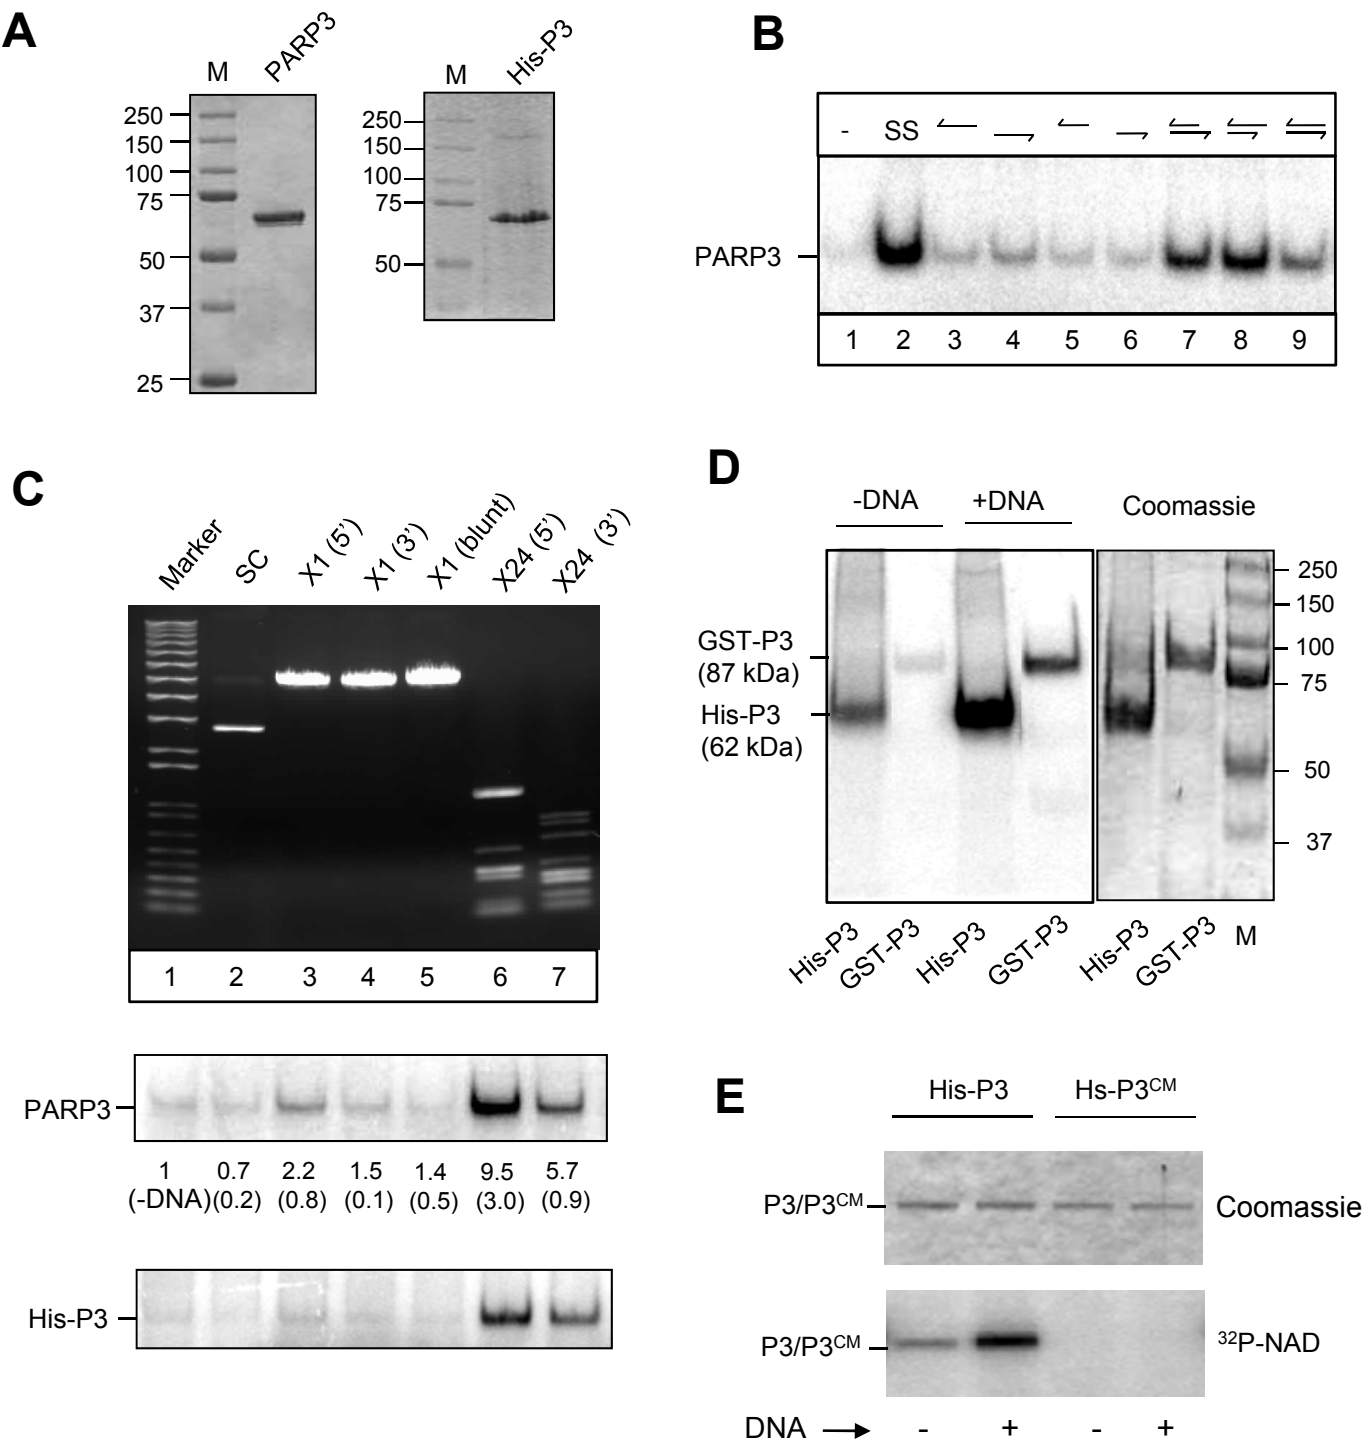 A
M
PARP3
250
150
100
75
50
37
25
M
His-P3
250
150
100
75
50
B
- SS
PARP3
1 2 3 4 5 6 7 8 9
C
Marker
SC
X1 (5’)
X1 (3’)
X1 (blunt)
X24 (5’)
X24 (3’)
1 2 3 4 5 6 7
PARP3
1 0.7 2.2 1.5 1.4 9.5 5.7
(-DNA) (0.2) (0.8) (0.1) (0.5) (3.0) (0.9)
His-P3
D
-DNA +DNA Coomassie
GST-P3
(87 kDa)
His-P3
(62 kDa)
250
150
100
75
50
37
His-P3
GST-P3
His-P3
GST-P3
His-P3
GST-P3
M
E
His-P3 Hs-P3CM
P3/P3CM Coomassie
P3/P3CM 32P-NAD
DNA - + - +